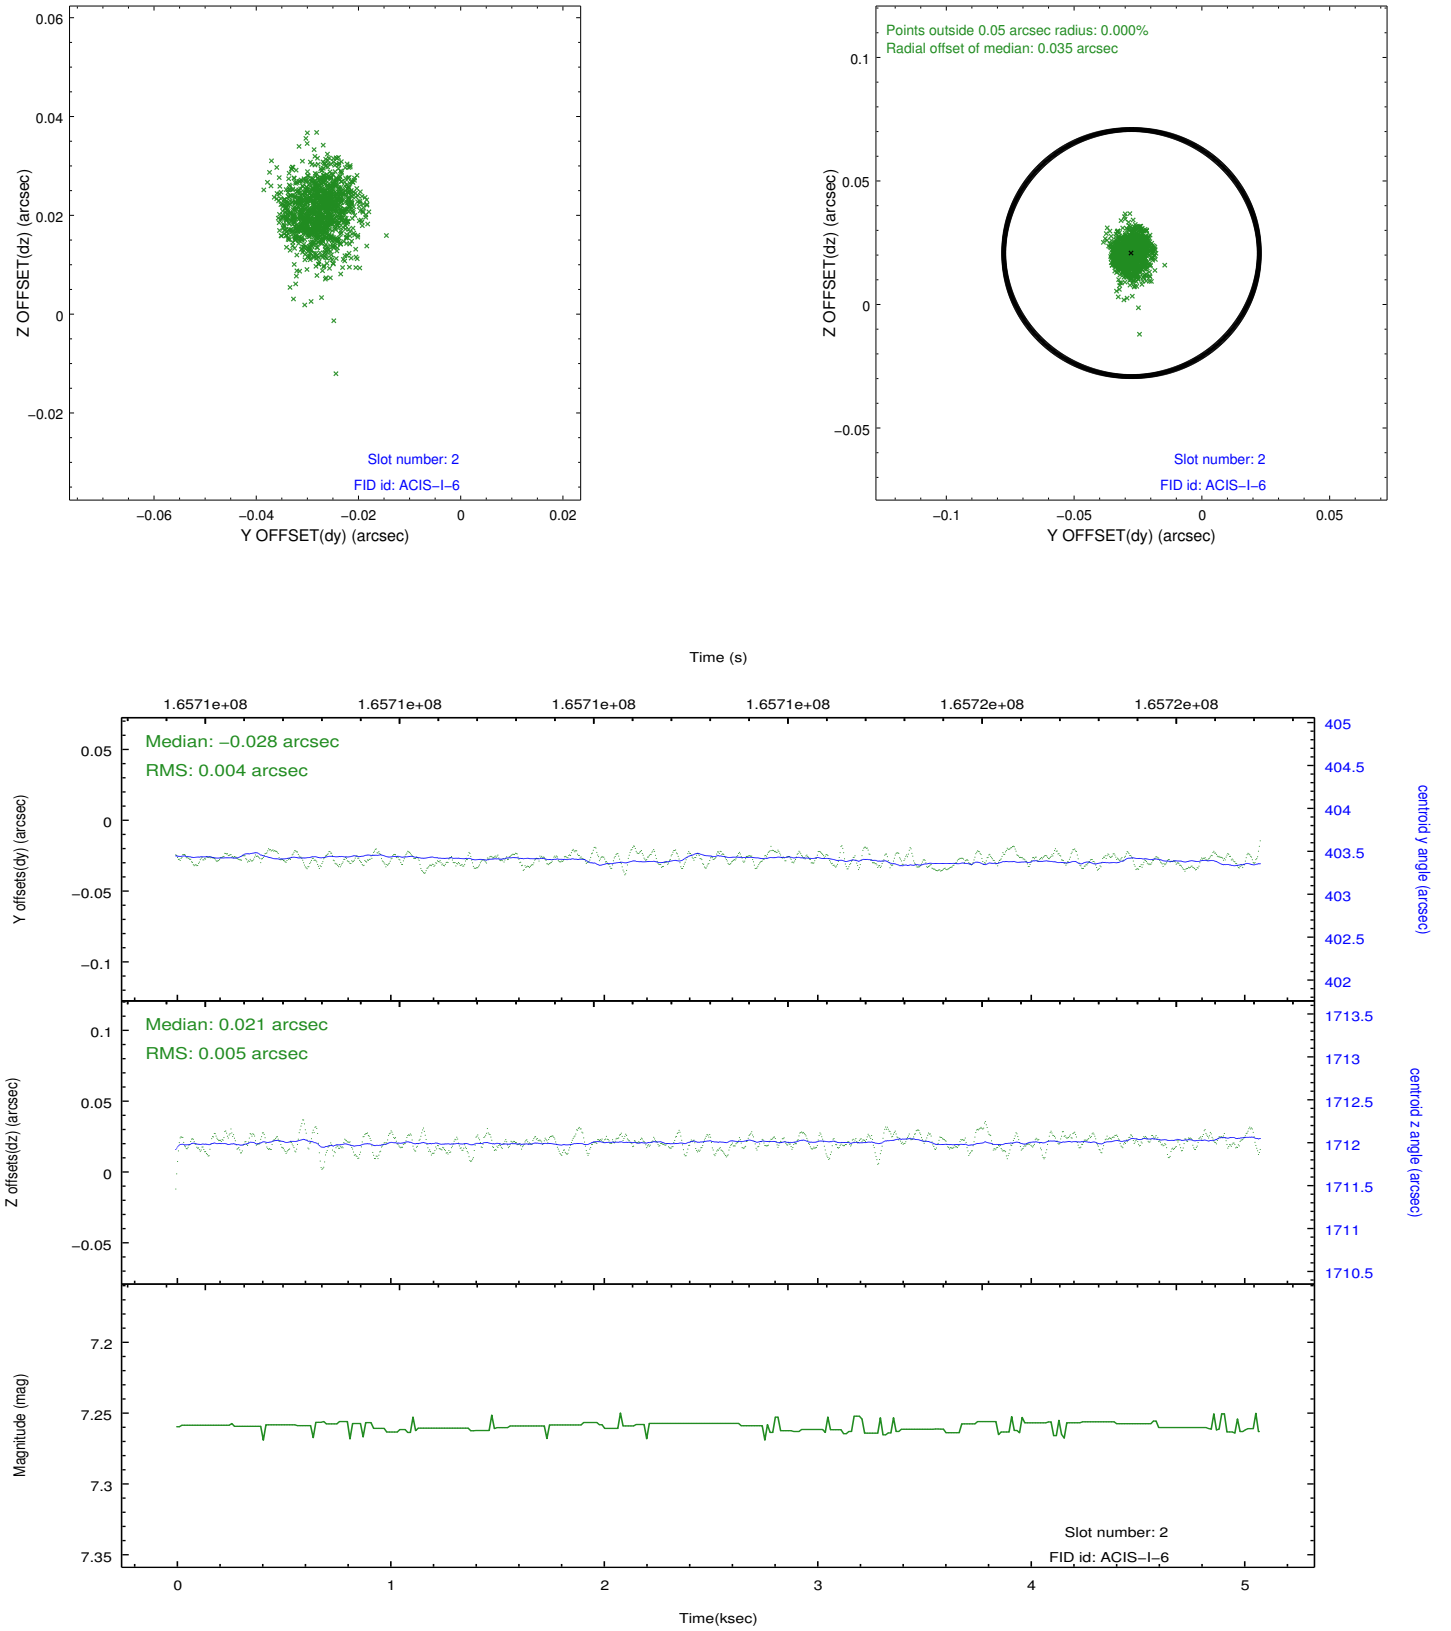 0.06
0.04
0.02
0
−0.02
Z OFFSET(dz) (arcsec)
Slot number: 2
FID id: ACIS−I−6
−0.06
−0.04
−0.02
0
0.02
Y OFFSET(dy) (arcsec)
Points outside 0.05 arcsec radius: 0.000%
Radial offset of median: 0.035 arcsec
0.1
0.05
0
−0.05
Z OFFSET(dz) (arcsec)
Slot number: 2
FID id: ACIS−I−6
−0.1
−0.05
0
0.05
Y OFFSET(dy) (arcsec)
Time (s)
1.6571e+08
1.6571e+08
1.6571e+08
1.6571e+08
1.6572e+08
1.6572e+08
Median: −0.028 arcsec
RMS: 0.004 arcsec
0.05
0
−0.05
−0.1
Y offsets(dy) (arcsec)
405
404.5
404
403.5
403
402.5
402
centroid y angle (arcsec)
Median: 0.021 arcsec
RMS: 0.005 arcsec
0.1
0.05
0
−0.05
Z offsets(dz) (arcsec)
1713.5
1713
1712.5
1712
1711.5
1711
1710.5
centroid z angle (arcsec)
7.2
7.25
7.3
7.35
Magnitude (mag)
Slot number: 2
FID id: ACIS−I−6
0
1
2
3
4
5
Time(ksec)